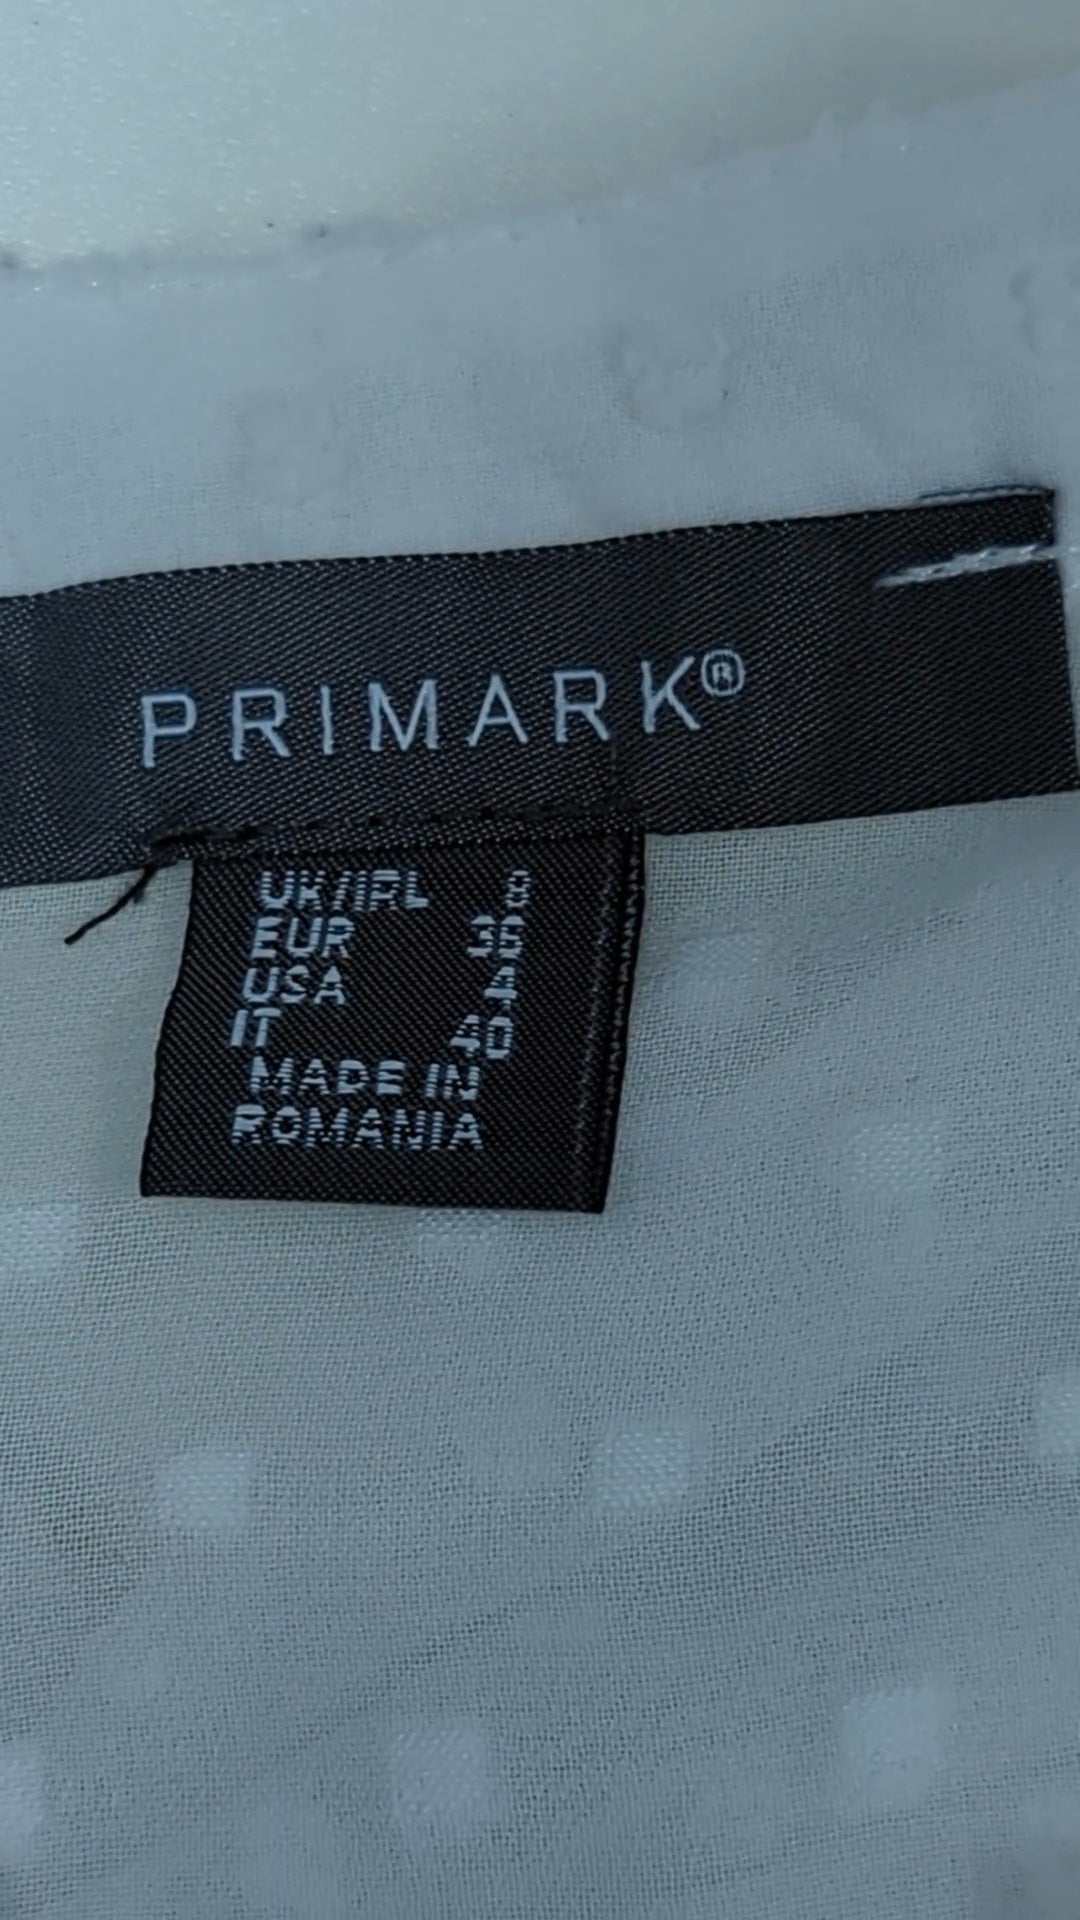 PRIMARK®
UK/IRL 8
EUR 36
USA 4
IT 40
MADE IN
ROMANIA